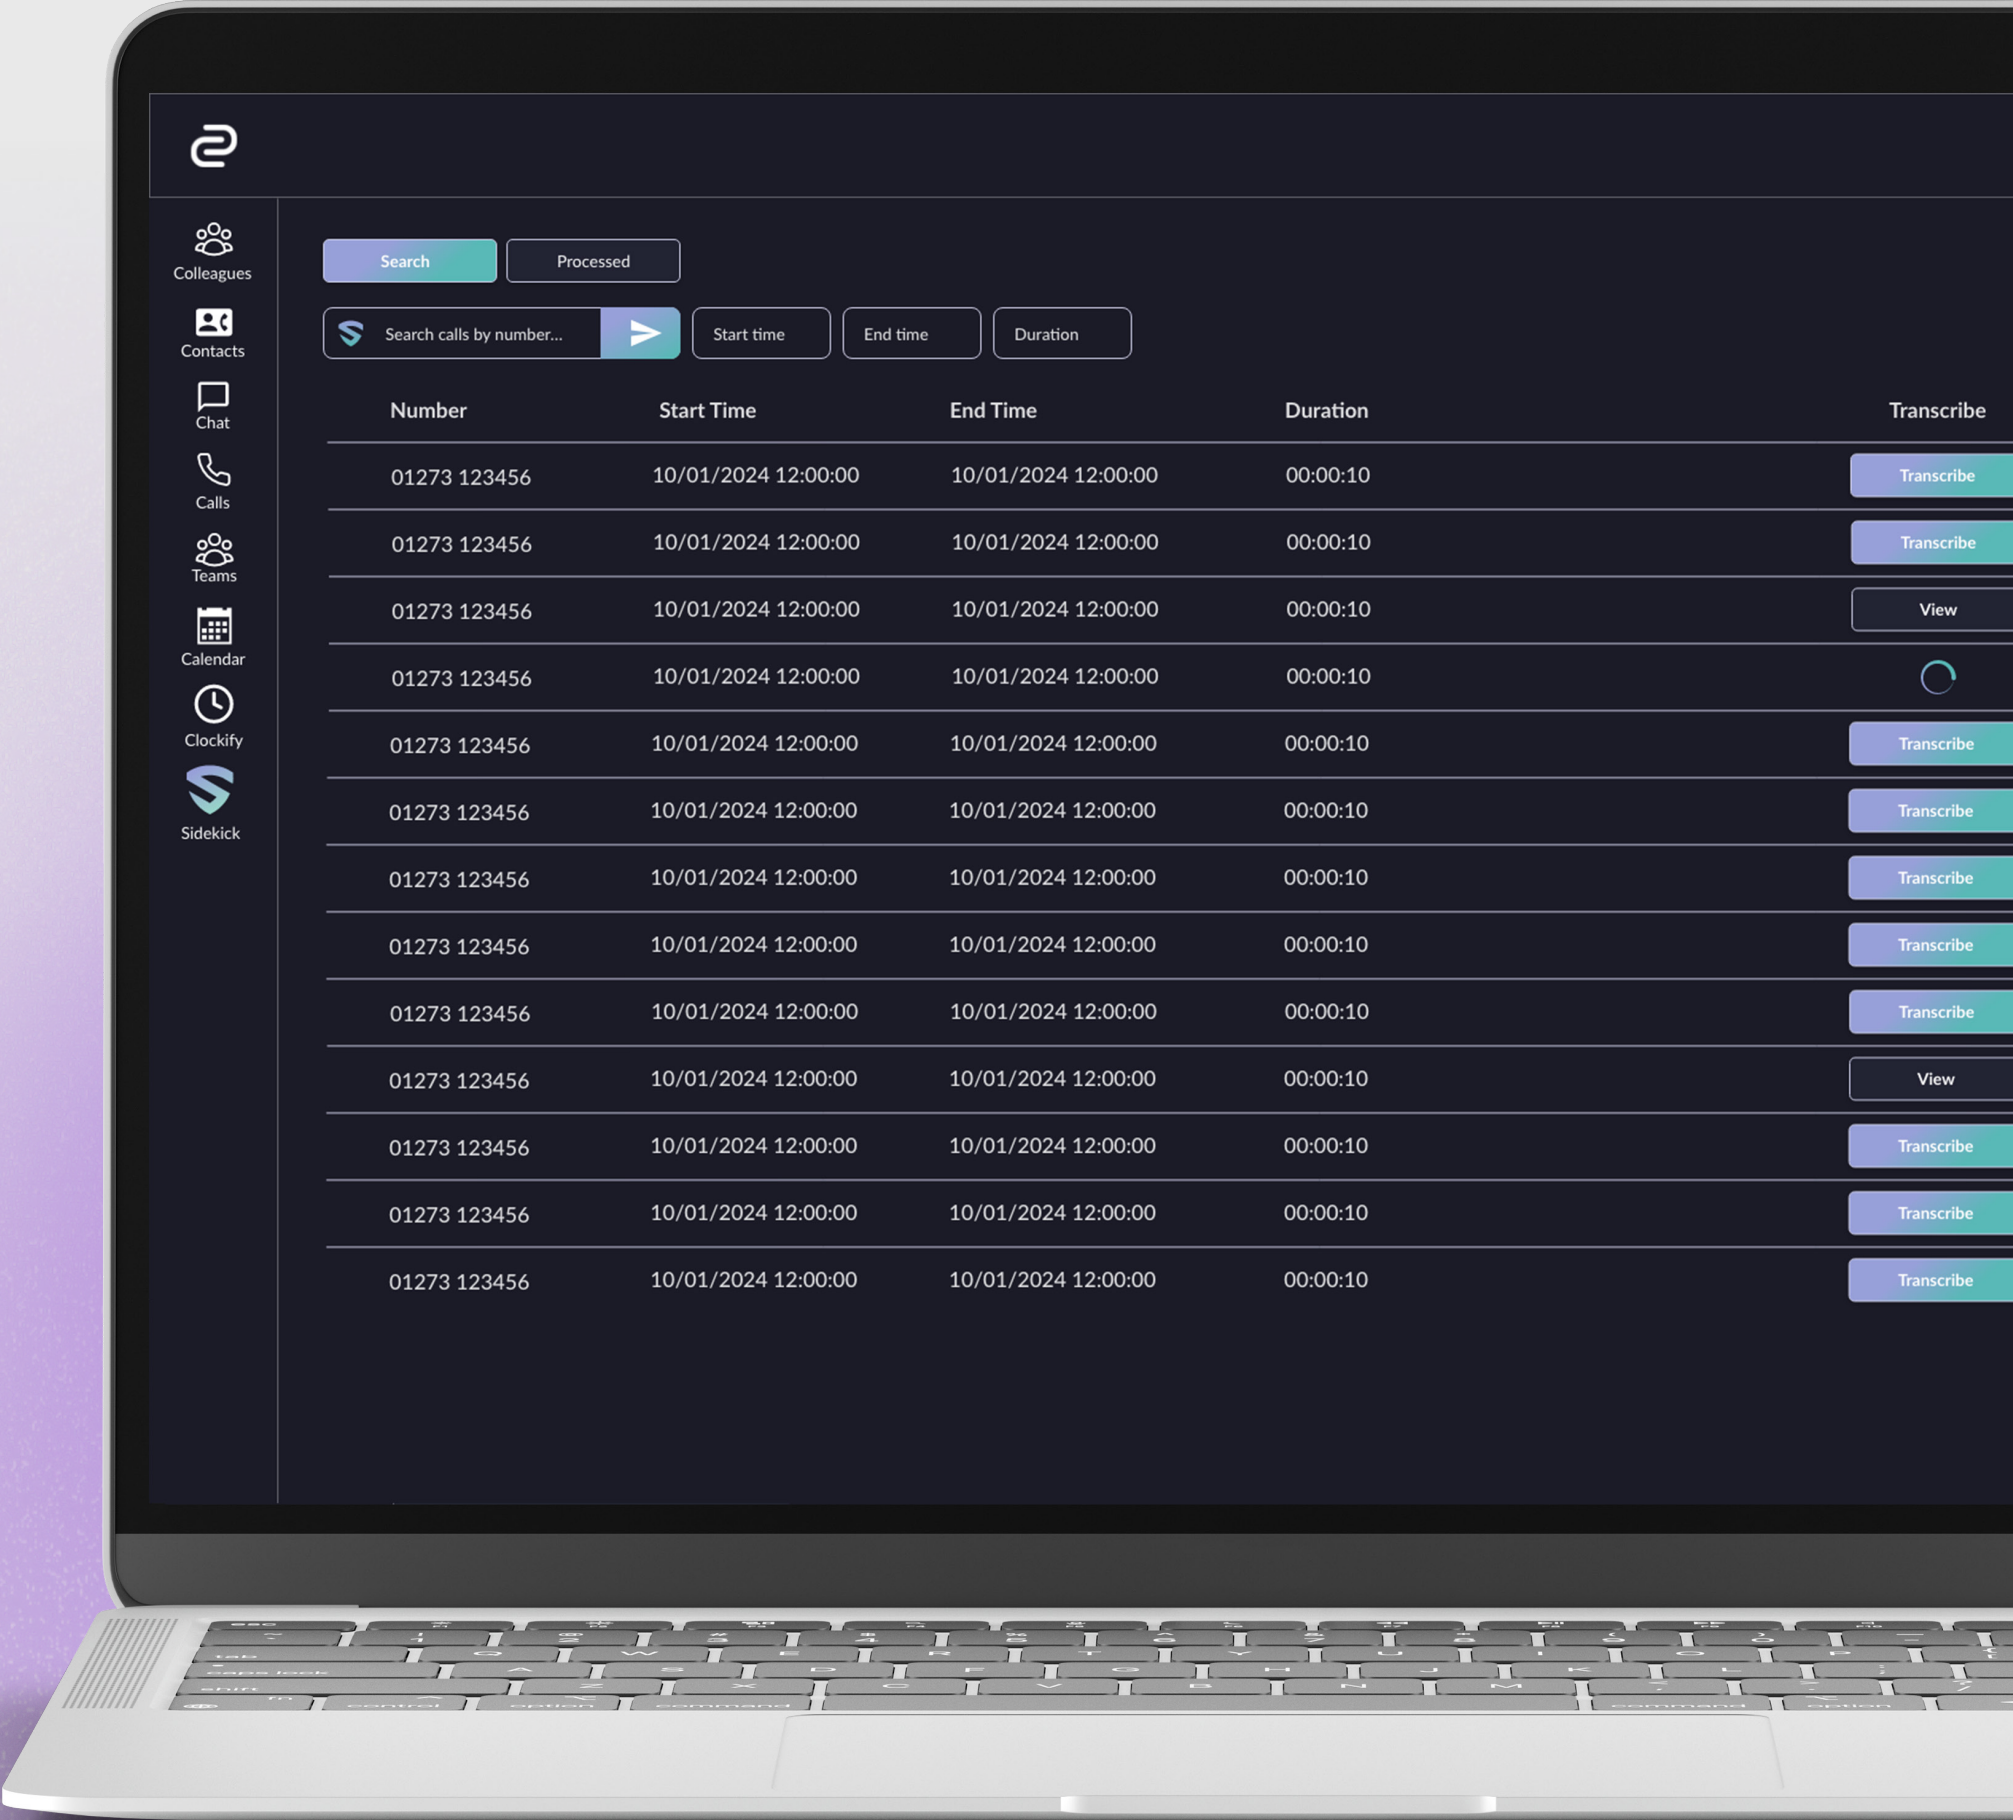 Colleagues
Contacts
Chat
Calls
Teams
Calendar
Clockify
Sidekick
Search Processed
Search calls by number... Start time End time Duration
Number Start Time End Time Duration Transcribe
01273 123456 10/01/2024 12:00:00 10/01/2024 12:00:00 00:00:10 Transcribe
01273 123456 10/01/2024 12:00:00 10/01/2024 12:00:00 00:00:10 Transcribe
01273 123456 10/01/2024 12:00:00 10/01/2024 12:00:00 00:00:10 View
01273 123456 10/01/2024 12:00:00 10/01/2024 12:00:00 00:00:10
01273 123456 10/01/2024 12:00:00 10/01/2024 12:00:00 00:00:10 Transcribe
01273 123456 10/01/2024 12:00:00 10/01/2024 12:00:00 00:00:10 Transcribe
01273 123456 10/01/2024 12:00:00 10/01/2024 12:00:00 00:00:10 Transcribe
01273 123456 10/01/2024 12:00:00 10/01/2024 12:00:00 00:00:10 Transcribe
01273 123456 10/01/2024 12:00:00 10/01/2024 12:00:00 00:00:10 Transcribe
01273 123456 10/01/2024 12:00:00 10/01/2024 12:00:00 00:00:10 View
01273 123456 10/01/2024 12:00:00 10/01/2024 12:00:00 00:00:10 Transcribe
01273 123456 10/01/2024 12:00:00 10/01/2024 12:00:00 00:00:10 Transcribe
01273 123456 10/01/2024 12:00:00 10/01/2024 12:00:00 00:00:10 Transcribe
esc
tab Q W E R T Y U I O P
caps lock A S D F G H J K L
shift Z X C V B N M
fn control option command command option